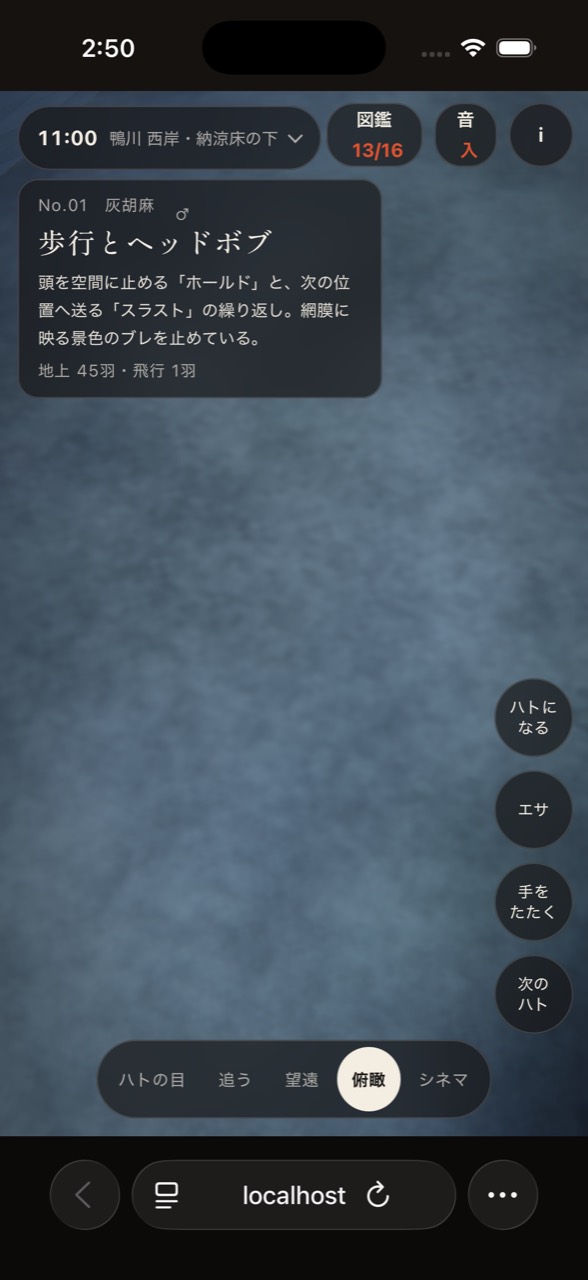 2:50
11:00 鴨川 西岸・納涼床の下
図鑑
13/16
音
入
i
No.01 灰胡麻 ♂
歩行とヘッドボブ
頭を空間に止める「ホールド」と、次の位
置へ送る「スラスト」の繰り返し。網膜に
映る景色のブレを止めている。
地上 45羽・飛行 1羽
ハトに
なる
エサ
手を
たたく
次の
ハト
ハトの目 追う 望遠 俯瞰 シネマ
localhost